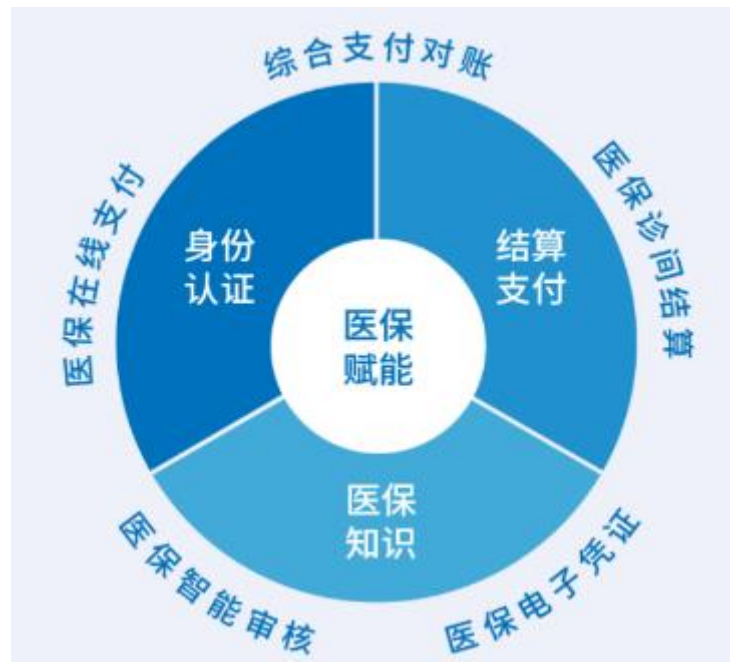 综合支付对账
医保诊间结算
医保在线支付
身份
认证
结算
支付
医保
赋能
医保
知识
医保智能审核
医保电子凭证